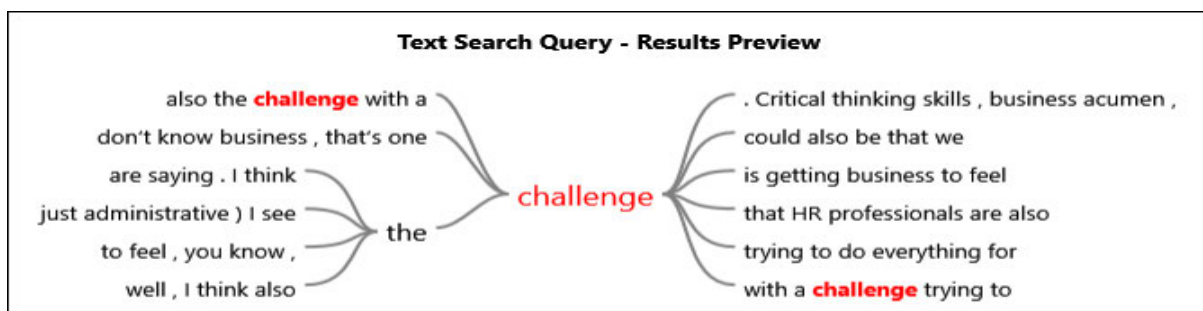 Text Search Query - Results Preview
also the challenge with a
don't know business , that's one
are saying . I think
just administrative ) I see
to feel , you know ,
well , I think also
the
challenge
. Critical thinking skills , business acumen ,
could also be that we
is getting business to feel
that HR professionals are also
trying to do everything for
with a challenge trying to